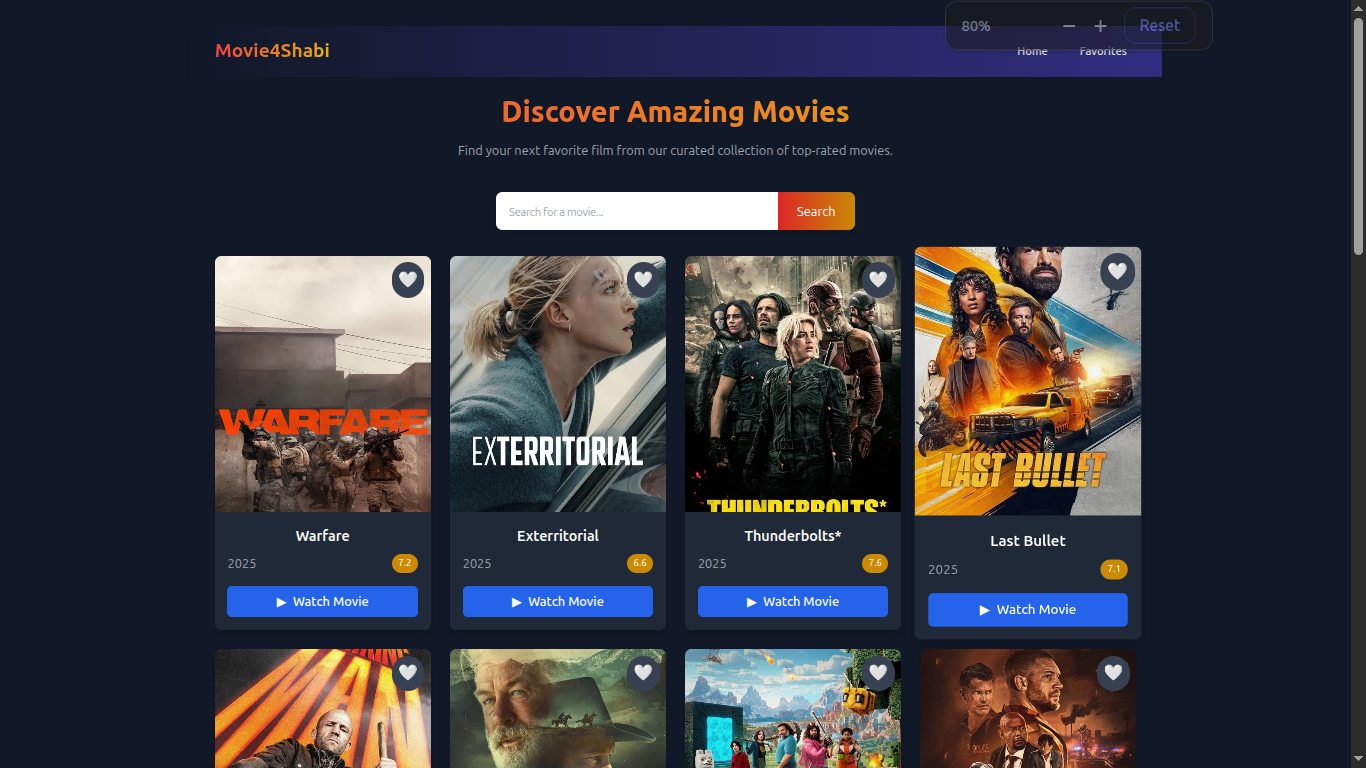 80% − + Reset
Movie4Shabi Home Favorites
Discover Amazing Movies
Find your next favorite film from our curated collection of top-rated movies.
Search for a movie... Search
WARFARE
EXTERRITORIAL
THUNDERBOLTS*
LAST BULLET
Warfare
2025 7.2
▶ Watch Movie
Exterritorial
2025 6.6
▶ Watch Movie
Thunderbolts*
2025 7.6
▶ Watch Movie
Last Bullet
2025 7.1
▶ Watch Movie
MAN
POLICE